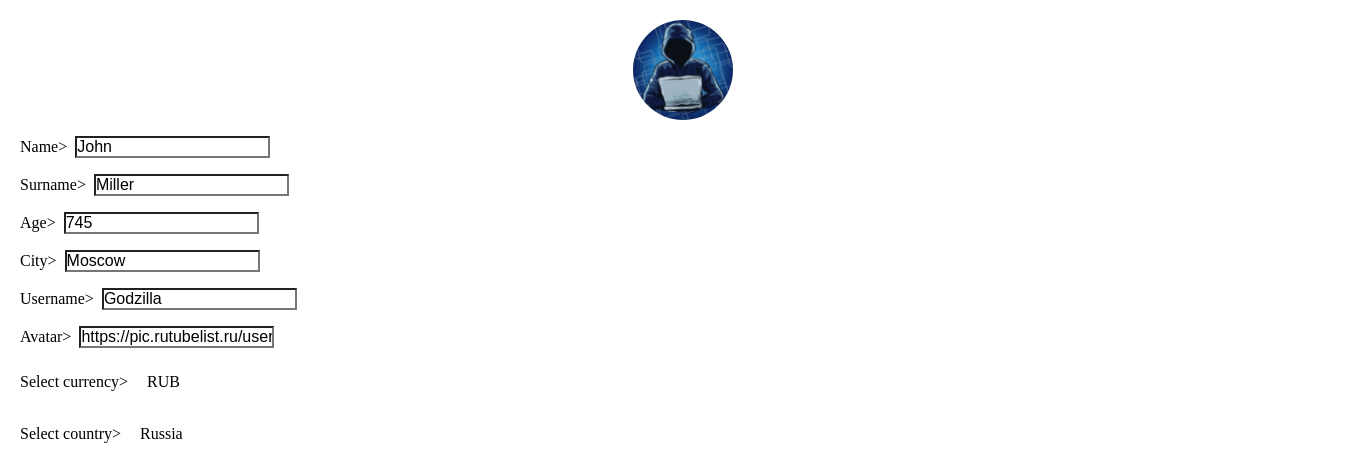 Name> John
Surname> Miller
Age> 745
City> Moscow
Username> Godzilla
Avatar> https://pic.rutubelist.ru/user
Select currency> RUB
Select country> Russia